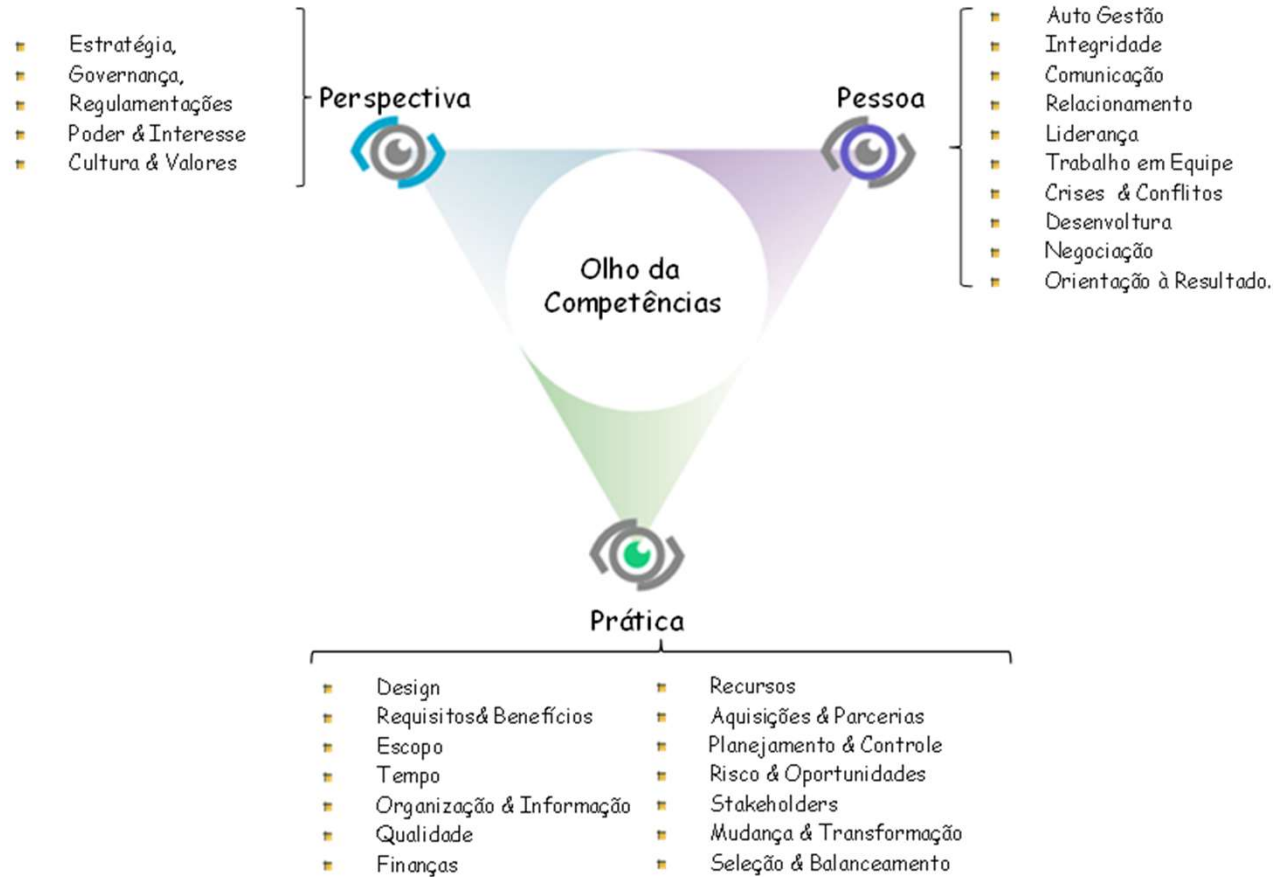 Estratégia,
Governança,
Regulamentações
Poder & Interesse
Cultura & Valores
Perspectiva
Pessoa
Auto Gestão
Integridade
Comunicação
Relacionamento
Liderança
Trabalho em Equipe
Crises & Conflitos
Desenvoltura
Negociação
Orientação à Resultado.
Olho da
Competências
Prática
Design
Requisitos& Benefícios
Escopo
Tempo
Organização & Informação
Qualidade
Finanças
Recursos
Aquisições & Parcerias
Planejamento & Controle
Risco & Oportunidades
Stakeholders
Mudança & Transformação
Seleção & Balanceamento